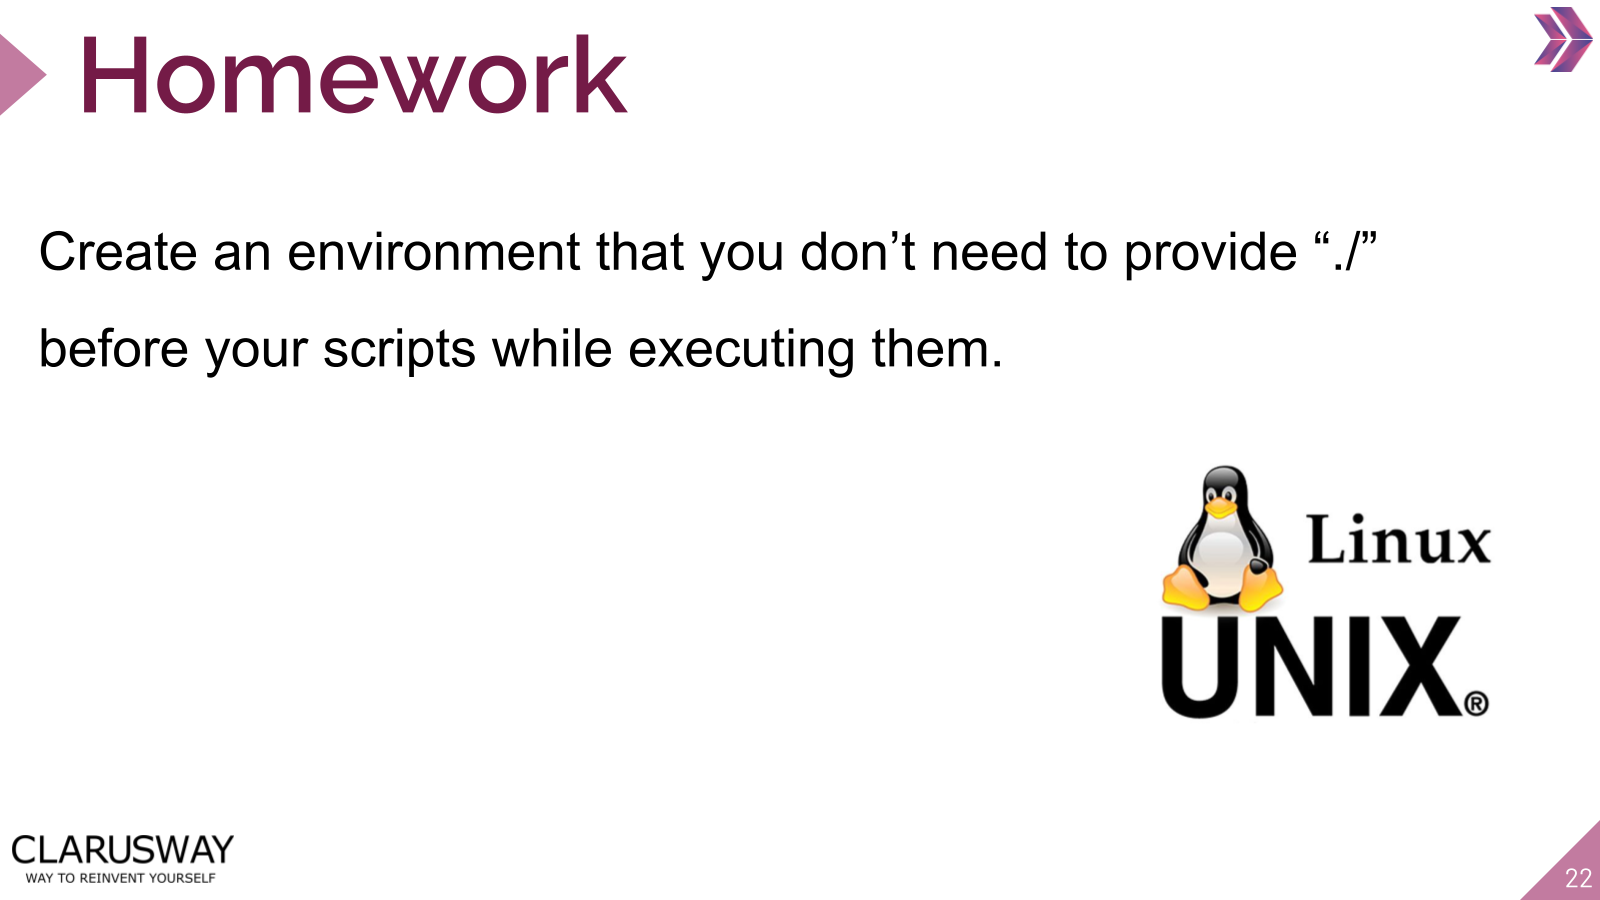 Homework
Create an environment that you don’t need to provide “./”
before your scripts while executing them.
Linux
UNIX®
CLARUSWAY
WAY TO REINVENT YOURSELF
22